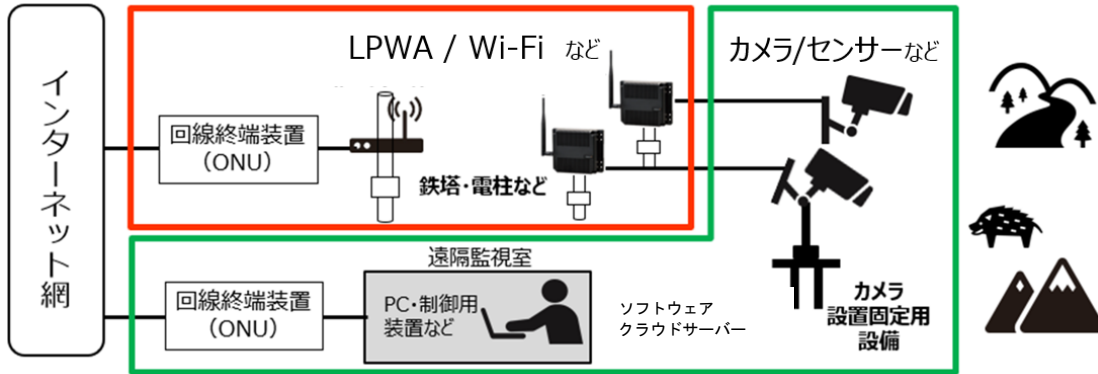 インターネット網
LPWA / Wi-Fi など
カメラ/センサーなど
回線終端装置
（ONU）
鉄塔・電柱など
遠隔監視室
回線終端装置
（ONU）
PC・制御用
装置など
ソフトウェア
クラウドサーバー
カメラ
設置固定用
設備